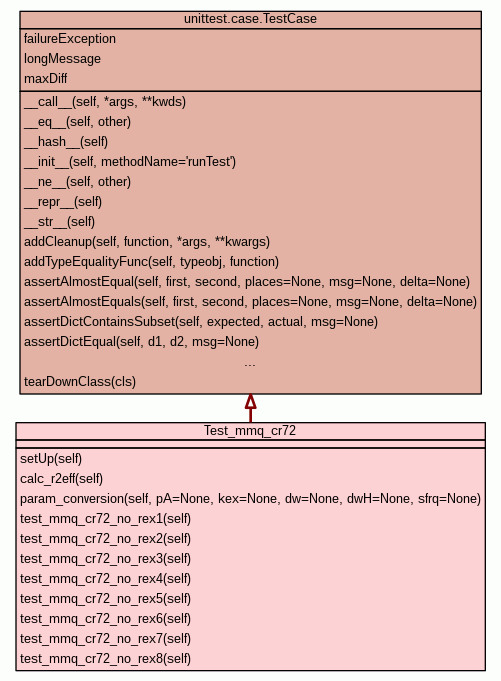 unittest.case.TestCase
failureException
longMessage
maxDiff
__call__(self, *args, **kwds)
__eq__(self, other)
__hash__(self)
__init__(self, methodName='runTest')
__ne__(self, other)
__repr__(self)
__str__(self)
addCleanup(self, function, *args, **kwargs)
addTypeEqualityFunc(self, typeobj, function)
assertAlmostEqual(self, first, second, places=None, msg=None, delta=None)
assertAlmostEquals(self, first, second, places=None, msg=None, delta=None)
assertDictContainsSubset(self, expected, actual, msg=None)
assertDictEqual(self, d1, d2, msg=None)
...
tearDownClass(cls)
Test_mmq_cr72
setUp(self)
calc_r2eff(self)
param_conversion(self, pA=None, kex=None, dw=None, dwH=None, sfrq=None)
test_mmq_cr72_no_rex1(self)
test_mmq_cr72_no_rex2(self)
test_mmq_cr72_no_rex3(self)
test_mmq_cr72_no_rex4(self)
test_mmq_cr72_no_rex5(self)
test_mmq_cr72_no_rex6(self)
test_mmq_cr72_no_rex7(self)
test_mmq_cr72_no_rex8(self)